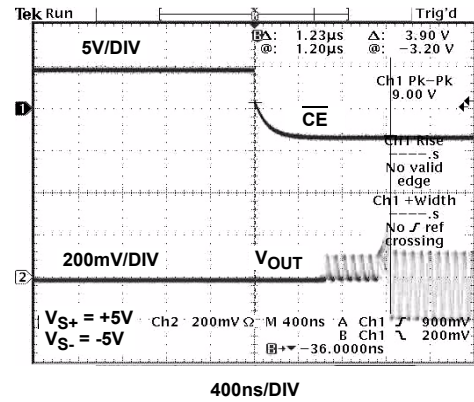 Tek Run
Trig'd
5V/DIV
B Δ: 1.23µs Δ: 3.90 V
@: 1.20µs @: −3.20 V
Ch1 Pk–Pk
9.00 V
1
CE
Ch1 Rise
−−−−.s
No valid
edge
Ch1 +Width
−−−−.s
No ƒ ref
crossing
200mV/DIV
VOUT
2
VS+ = +5V
VS- = -5V
Ch2 200mV Ω M 400ns A Ch1 ƒ 900mV
B Ch1 200mV
B→▼ −36.0000ns
400ns/DIV